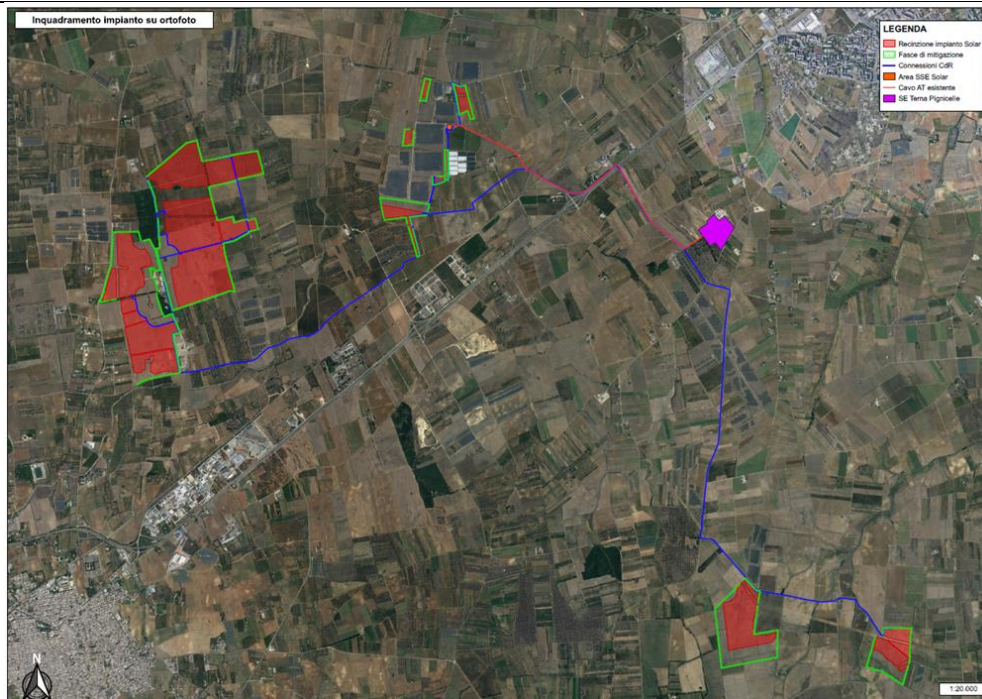 Inquadramento impianto su ortofoto
LEGENDA
Recinzione impianto Solar
Fasce di mitigazione
Connessioni CdR
Area SSE Solar
Cavo AT esistente
SE Terna Pignicelle
N
1:20.000